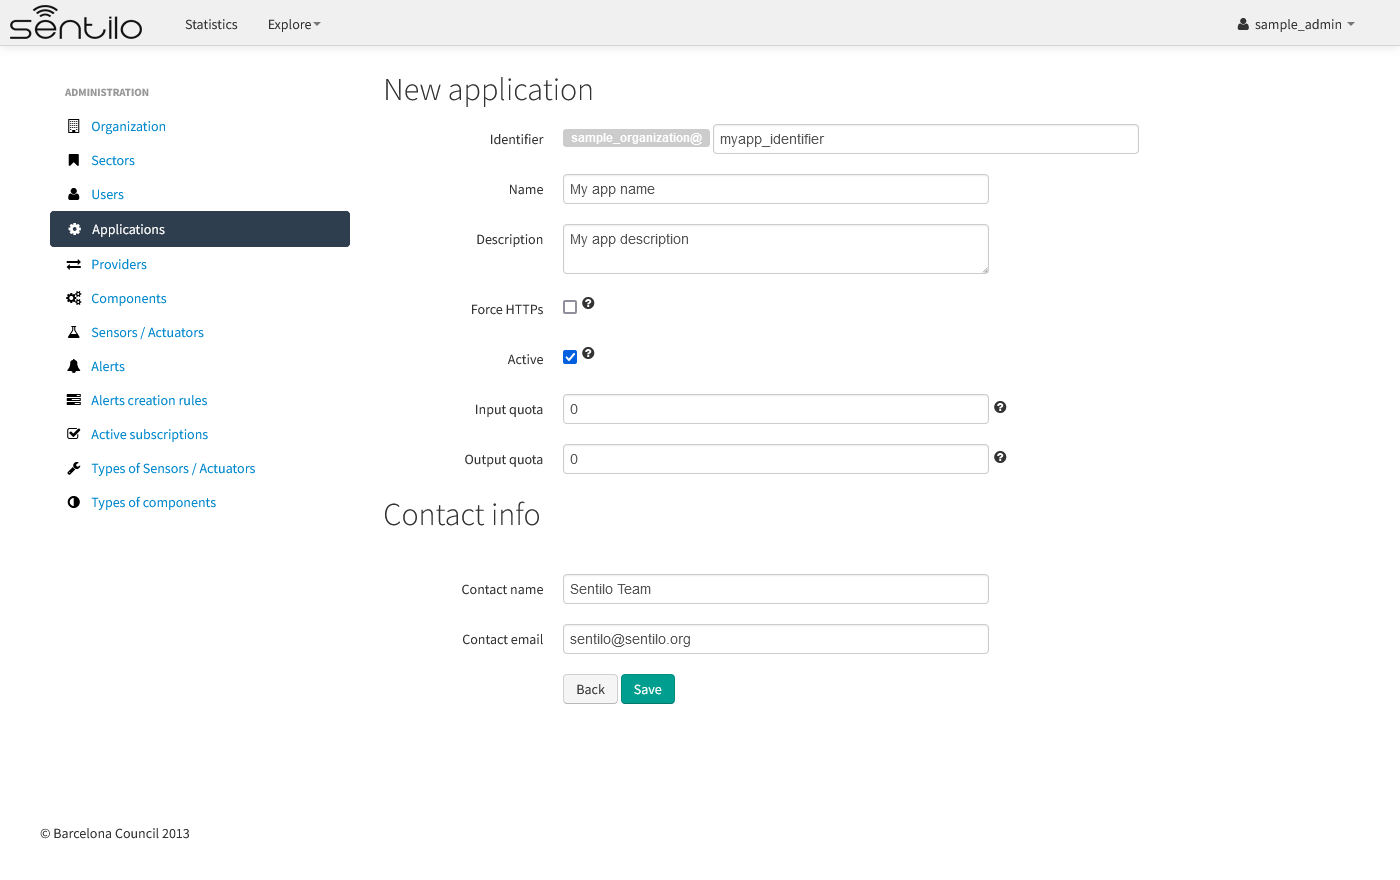 sentilo
Statistics
Explore
sample_admin
ADMINISTRATION
Organization
Sectors
Users
Applications
Providers
Components
Sensors / Actuators
Alerts
Alerts creation rules
Active subscriptions
Types of Sensors / Actuators
Types of components
New application
Identifier sample_organization@ myapp_identifier
Name My app name
Description My app description
Force HTTPs
Active
Input quota 0
Output quota 0
Contact info
Contact name Sentilo Team
Contact email sentilo@sentilo.org
Back Save
© Barcelona Council 2013